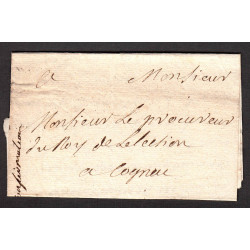 a Monsieur
Monsieur Le procureur
du Roy de Lelection
a Cognac